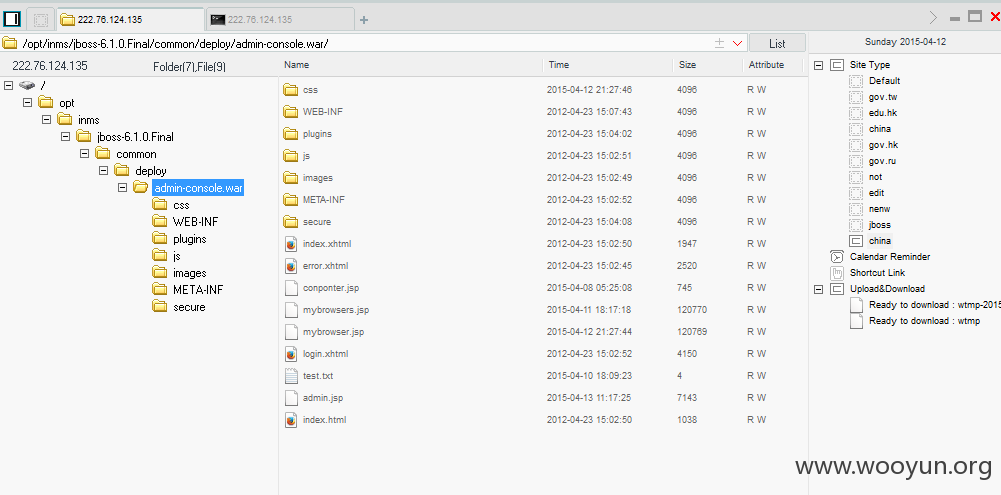 222.76.124.135
222.76.124.135
/opt/inms/jboss-6.1.0.Final/common/deploy/admin-console.war/
List
Sunday 2015-04-12
222.76.124.135 Folder(7),File(9)
/
opt
inms
jboss-6.1.0.Final
common
deploy
admin-console.war
css
WEB-INF
plugins
js
images
META-INF
secure
Name Time Size Attribute
css 2015-04-12 21:27:46 4096 R W
WEB-INF 2012-04-23 15:07:43 4096 R W
plugins 2012-04-23 15:04:02 4096 R W
js 2012-04-23 15:02:51 4096 R W
images 2012-04-23 15:02:49 4096 R W
META-INF 2012-04-23 15:02:52 4096 R W
secure 2012-04-23 15:04:08 4096 R W
index.xhtml 2012-04-23 15:02:50 1947 R W
error.xhtml 2012-04-23 15:02:45 2520 R W
conponter.jsp 2015-04-08 05:25:08 745 R W
mybrowsers.jsp 2015-04-11 18:17:18 120770 R W
mybrowser.jsp 2015-04-12 21:27:44 120769 R W
login.xhtml 2012-04-23 15:02:52 4150 R W
test.txt 2015-04-10 18:09:23 4 R W
admin.jsp 2015-04-13 11:17:25 7143 R W
index.html 2012-04-23 15:02:50 1038 R W
Site Type
Default
gov.tw
edu.hk
china
gov.hk
gov.ru
not
edit
nenw
jboss
china
Calendar Reminder
Shortcut Link
Upload&Download
Ready to download : wtmp-2015
Ready to download : wtmp
www.wooyun.org